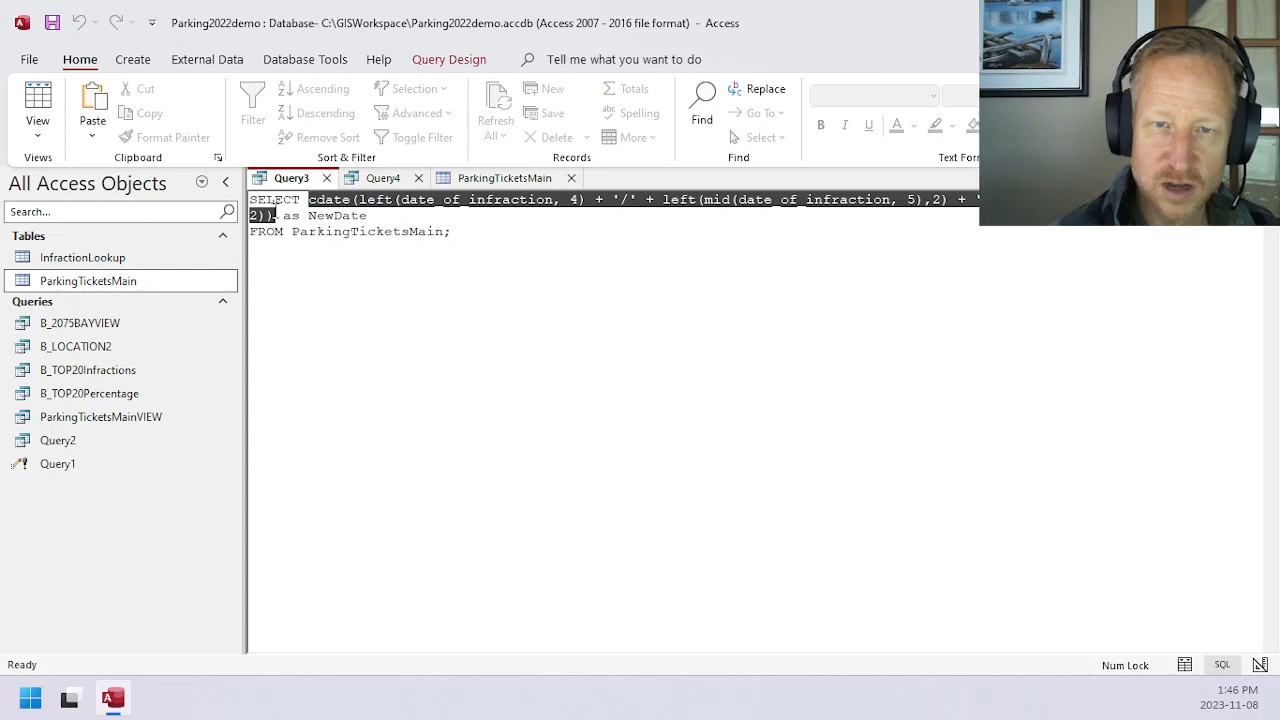 Parking2022demo : Database- C:\01Workspace\Parking2022demo.accdb (Access 2007 - 2016 file format) - Access
File Home Create External Data Database Tools Help Query Design Tell me what you want to do
View
Views
Paste
Cut
Copy
Format Painter
Clipboard
Filter
Ascending
Descending
Remove Sort
Selection
Advanced
Toggle Filter
Sort & Filter
Refresh
All
New
Save
Delete
Totals
Spelling
More
Records
Find
Replace
Go To
Select
Find
B I U A
Text Form
All Access Objects
Search...
Tables
InfractionLookup
ParkingTicketsMain
Queries
B_2075BAYVIEW
B_LOCATION2
B_TOP20Infractions
B_TOP20Percentage
ParkingTicketsMainVIEW
Query2
Query1
Query3 Query4 ParkingTicketsMain
SELECT cdate(left(date_of_infraction, 4) + '/' + left(mid(date_of_infraction, 5),2) + '
2)) as NewDate
FROM ParkingTicketsMain;
Ready
Num Lock
SQL
1:46 PM
2023-11-08